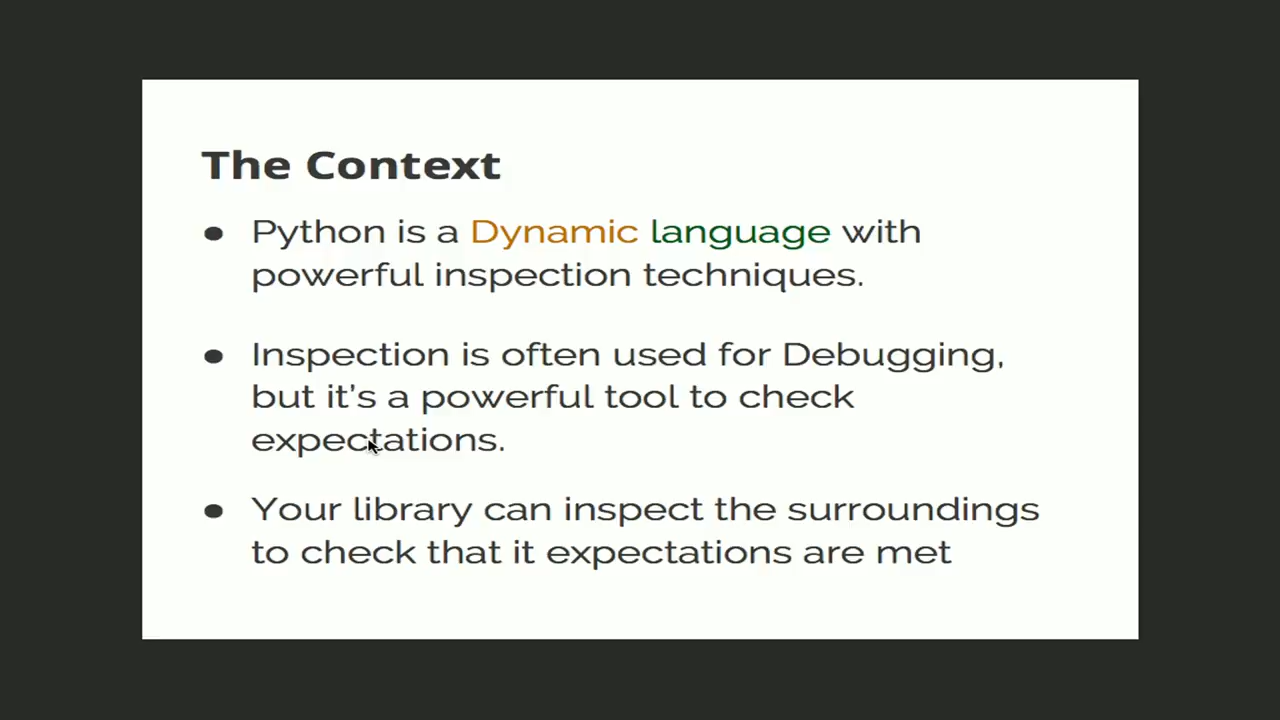 The Context
● Python is a Dynamic language with
powerful inspection techniques.
● Inspection is often used for Debugging,
but it's a powerful tool to check
expectations.
● Your library can inspect the surroundings
to check that it expectations are met